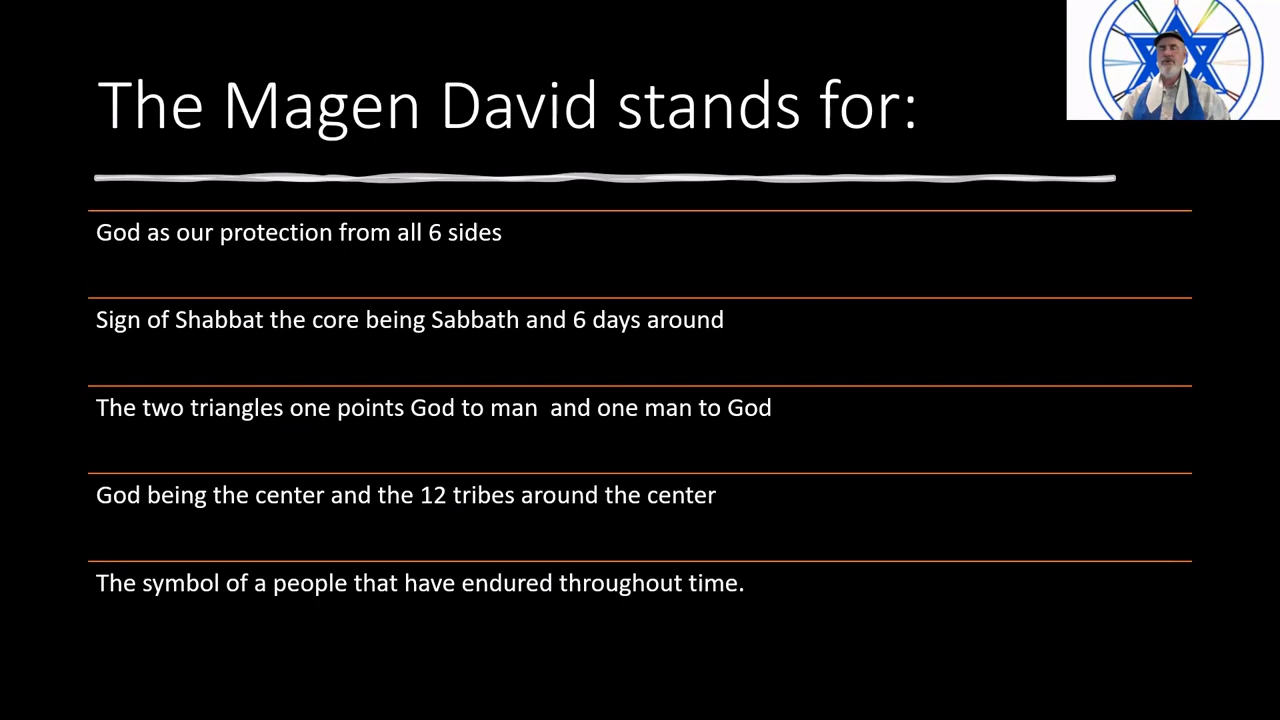 The Magen David stands for:
God as our protection from all 6 sides
Sign of Shabbat the core being Sabbath and 6 days around
The two triangles one points God to man  and one man to God
God being the center and the 12 tribes around the center
The symbol of a people that have endured throughout time.